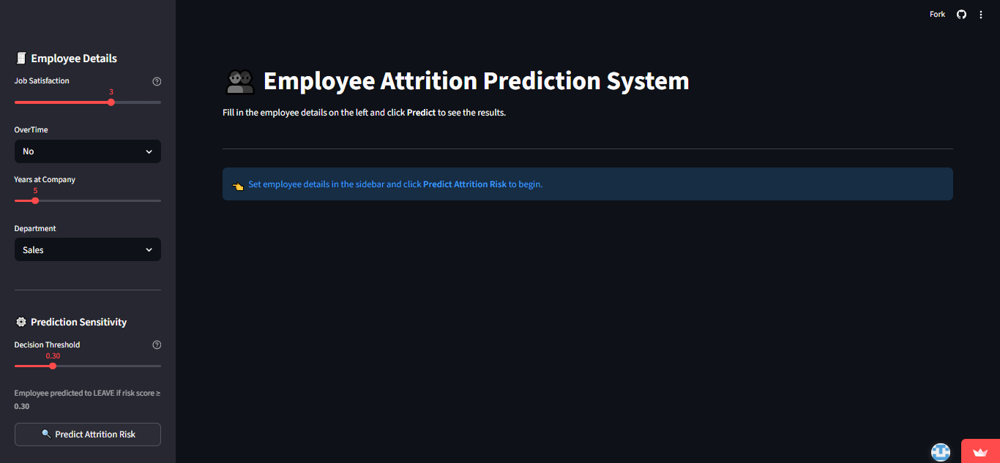 Fork
Employee Details
Job Satisfaction
3
OverTime
No
Years at Company
5
Department
Sales
Prediction Sensitivity
Decision Threshold
0.30
Employee predicted to LEAVE if risk score ≥
0.30
Predict Attrition Risk
Employee Attrition Prediction System
Fill in the employee details on the left and click Predict to see the results.
Set employee details in the sidebar and click Predict Attrition Risk to begin.